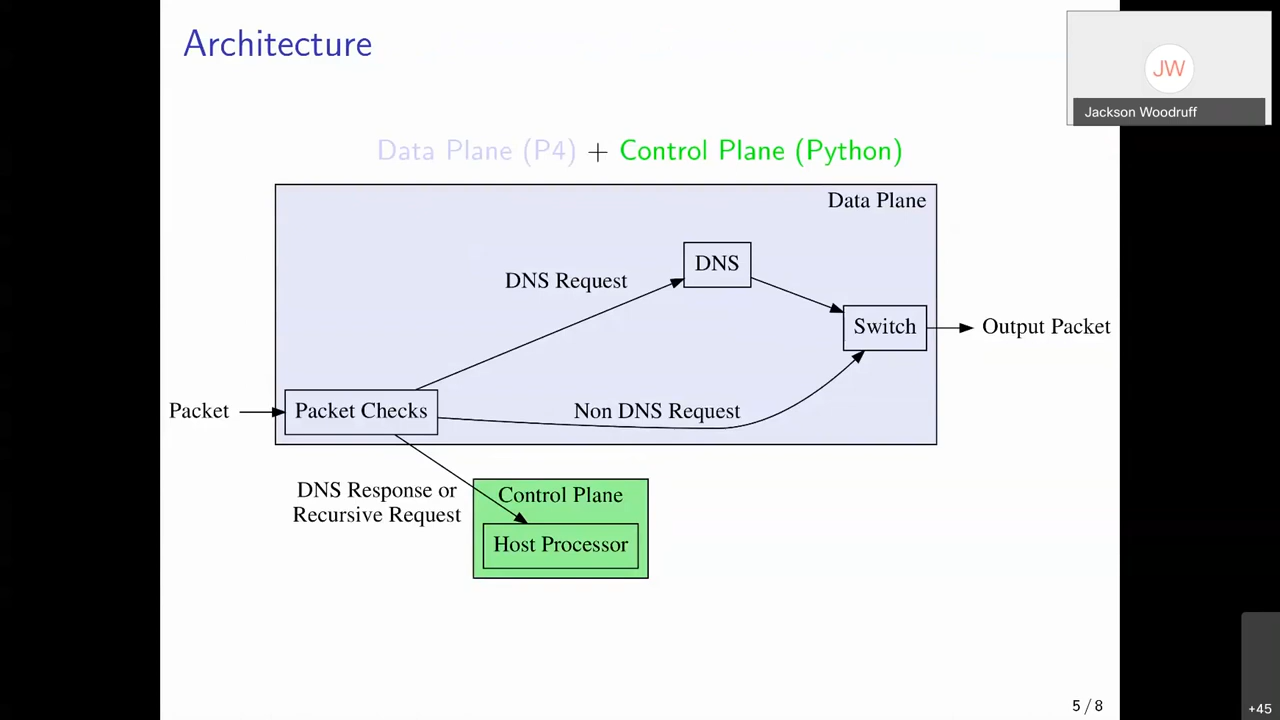 Architecture
JW
Jackson Woodruff
Data Plane (P4) + Control Plane (Python)
Data Plane
DNS
DNS Request
Switch
Output Packet
Packet
Packet Checks
Non DNS Request
DNS Response or
Recursive Request
Control Plane
Host Processor
5 / 8
+45